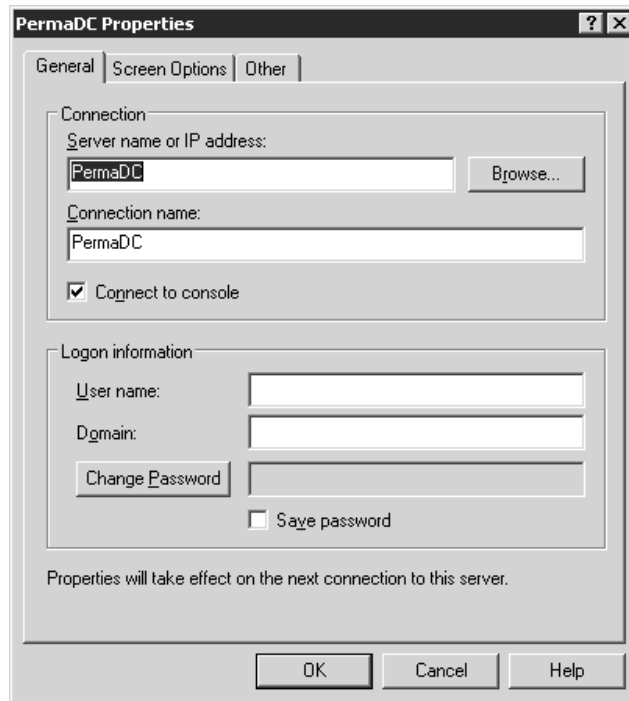 PermaDC Properties
General Screen Options Other
Connection
Server name or IP address:
PermaDC Browse...
Connection name:
PermaDC
Connect to console
Logon information
User name:
Domain:
Change Password
Save password
Properties will take effect on the next connection to this server.
OK Cancel Help